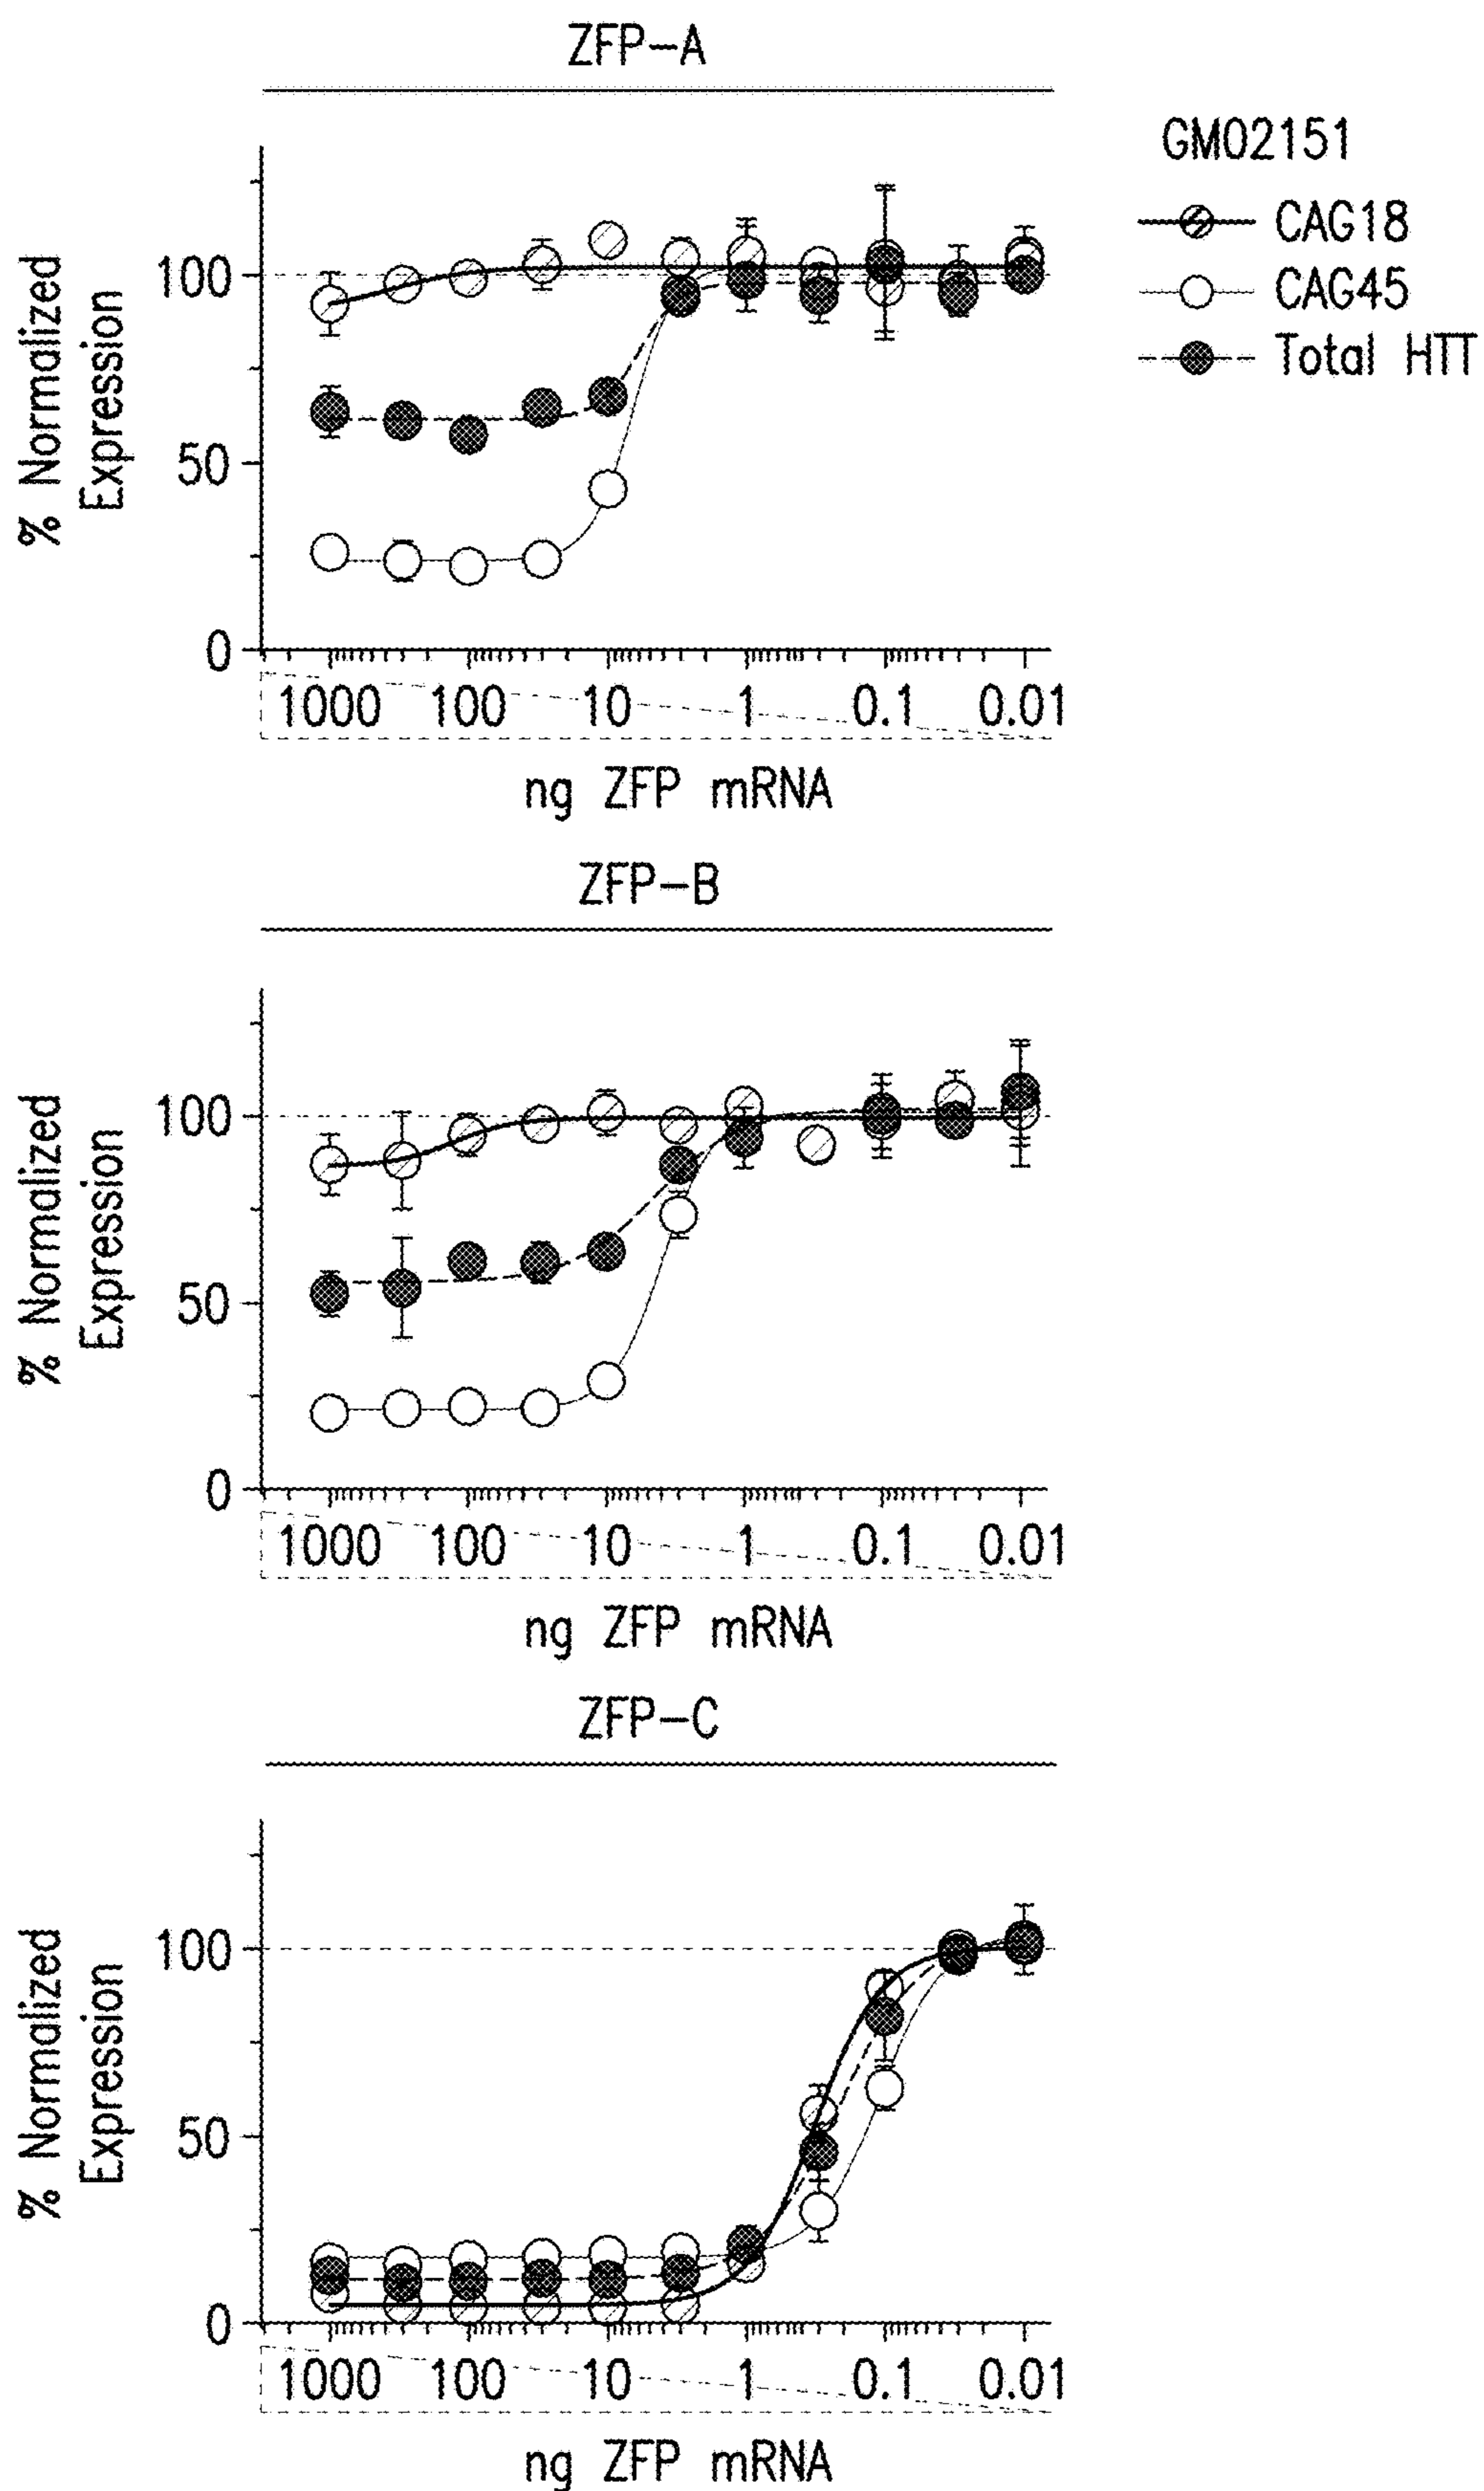 ZFP-A
GM02151
CAG18
CAG45
Total HTT
% Normalized
Expression
100
50
0
1000 100 10 1 0.1 0.01
ng ZFP mRNA
ZFP-B
% Normalized
Expression
100
50
0
1000 100 10 1 0.1 0.01
ng ZFP mRNA
ZFP-C
% Normalized
Expression
100
50
0
1000 100 10 1 0.1 0.01
ng ZFP mRNA